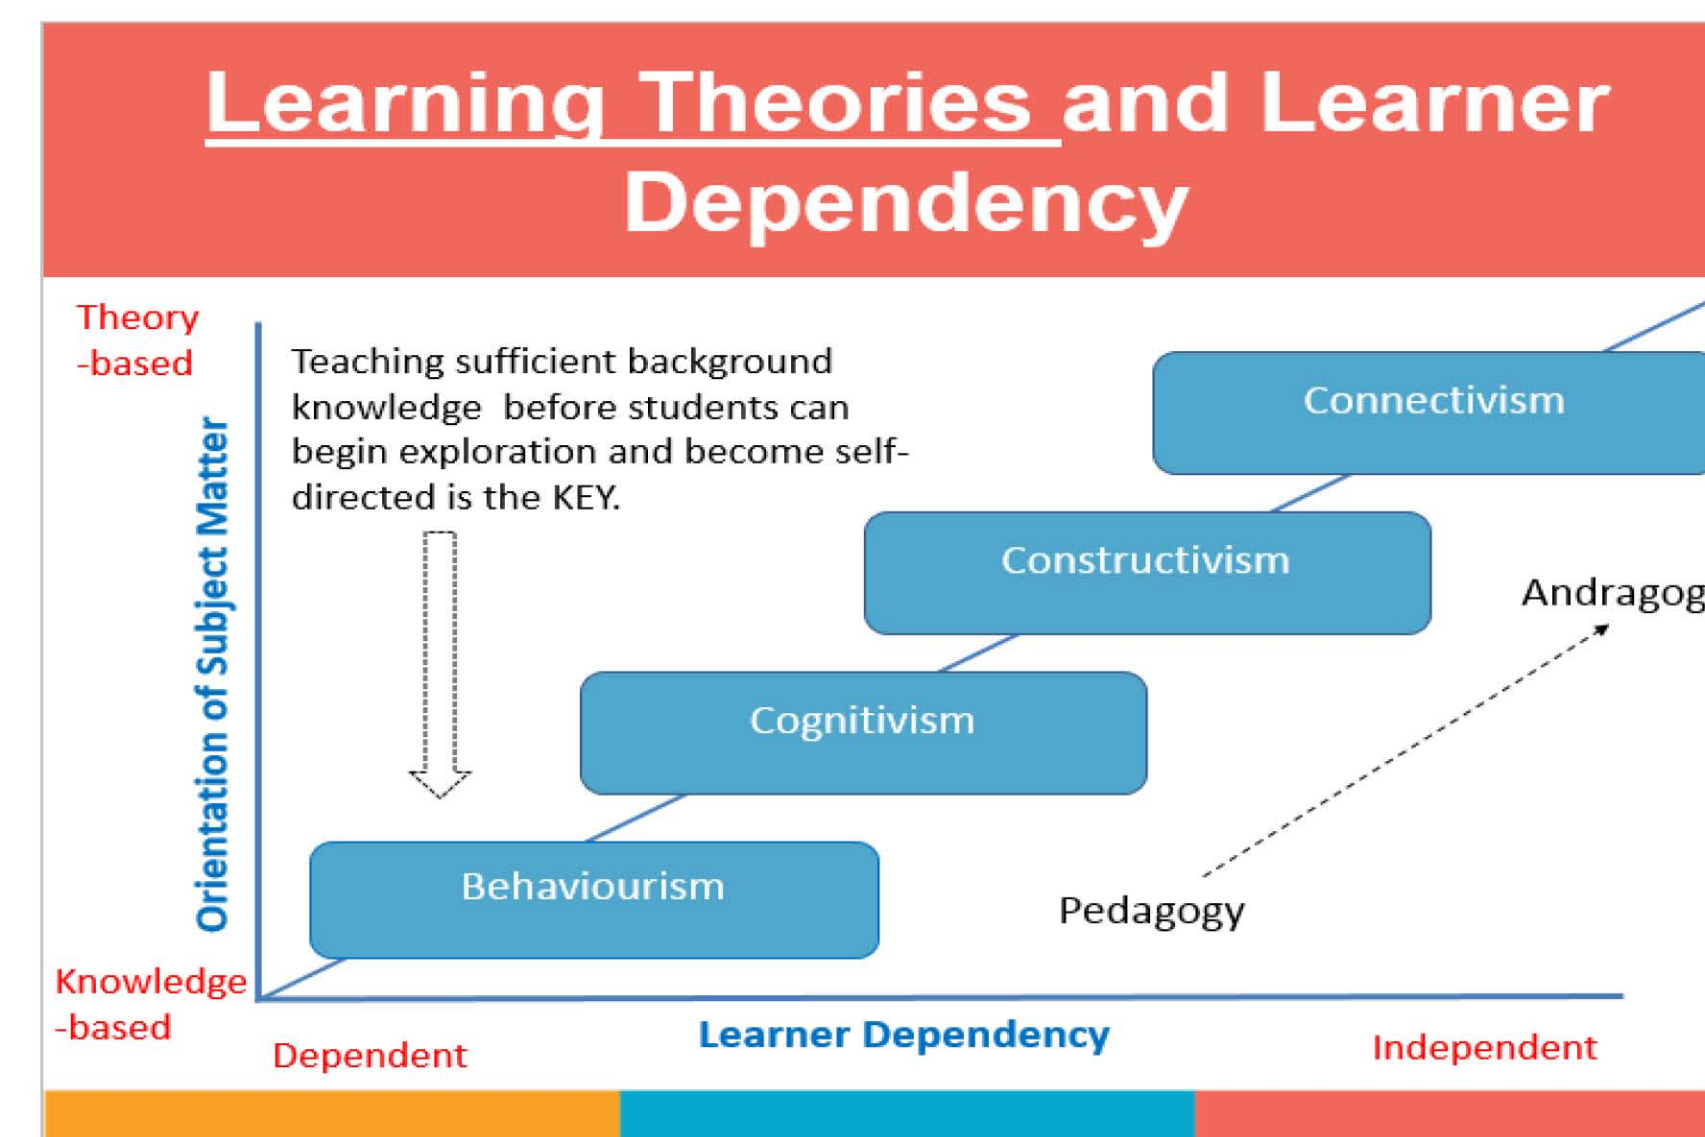 Learning Theories and Learner
Dependency
Theory
-based
Teaching sufficient background
knowledge before students can
begin exploration and become self-
directed is the KEY.
Orientation of Subject Matter
Connectivism
Constructivism
Andragog
Cognitivism
Behaviourism
Pedagogy
Knowledge
-based
Dependent
Learner Dependency
Independent